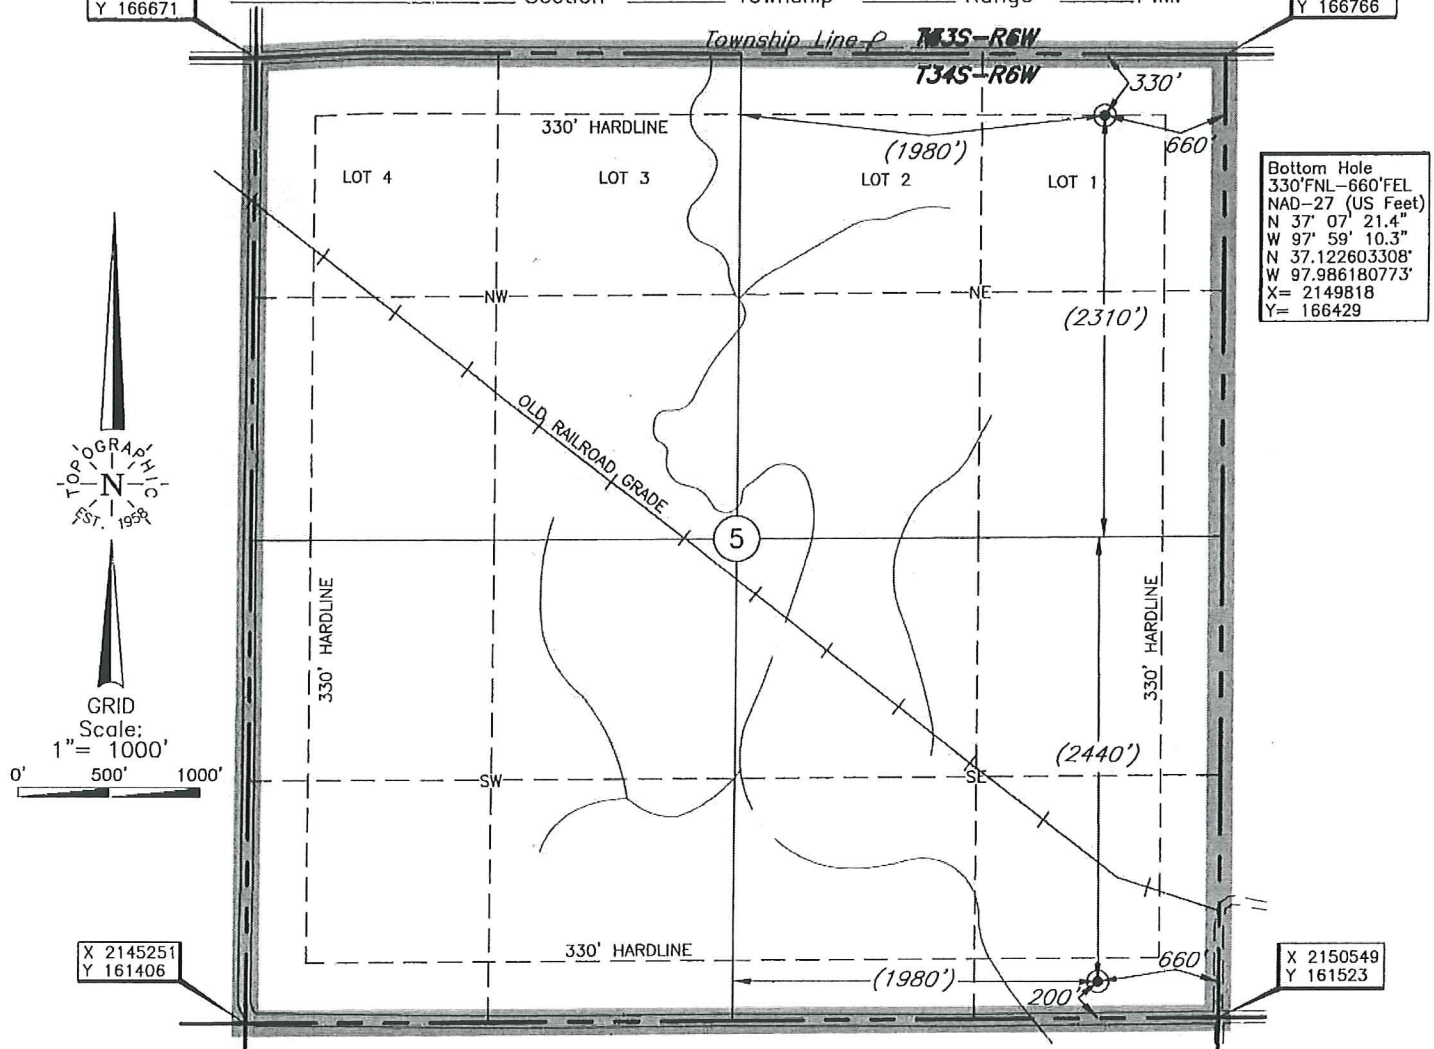 Section Township Range P.M.
Y 166671
Y 166766
Township Line
T33S-R6W
T34S-R6W
330'
330' HARDLINE
(1980')
660'
LOT 4
LOT 3
LOT 2
LOT 1
Bottom Hole
330'FNL-660'FEL
NAD-27 (US Feet)
N 37° 07' 21.4"
W 97° 59' 10.3"
N 37.122603308°
W 97.986180773°
X= 2149818
Y= 166429
NW
NE
(2310')
OLD RAILROAD GRADE
TOPOGRAPHIC
N
EST. 1958
5
330' HARDLINE
330' HARDLINE
GRID
Scale:
1"= 1000'
0' 500' 1000'
(2440')
SW
SE
330' HARDLINE
X 2145251
Y 161406
(1980')
660'
200'
X 2150549
Y 161523